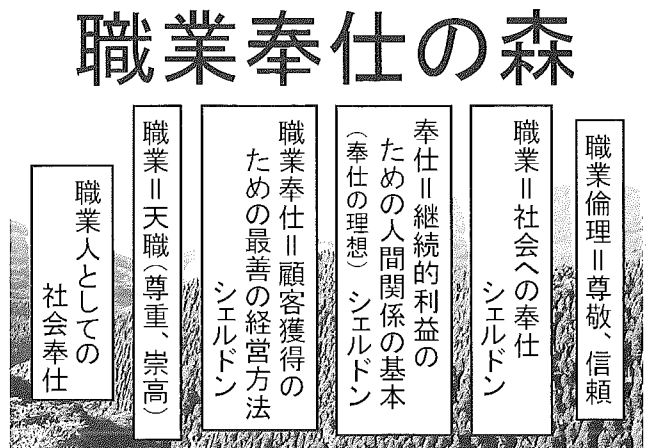 職業奉仕の森
職業倫理＝尊敬、信頼
職業＝社会への奉仕
シェルドン
奉仕＝継続的利益の
ための人間関係の基本
（奉仕の理想） シェルドン
職業奉仕＝顧客獲得の
ための最善の経営方法
シェルドン
職業＝天職（尊重、崇高）
職業人としての
社会奉仕